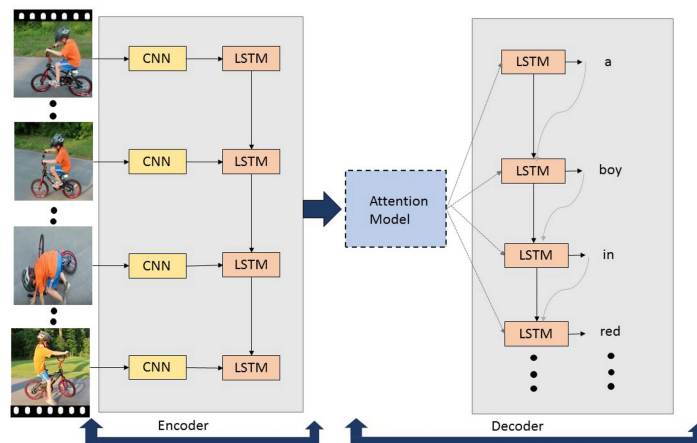 CNN LSTM
CNN LSTM
CNN LSTM
CNN LSTM
Encoder
Attention
Model
LSTM a
LSTM boy
LSTM in
LSTM red
Decoder